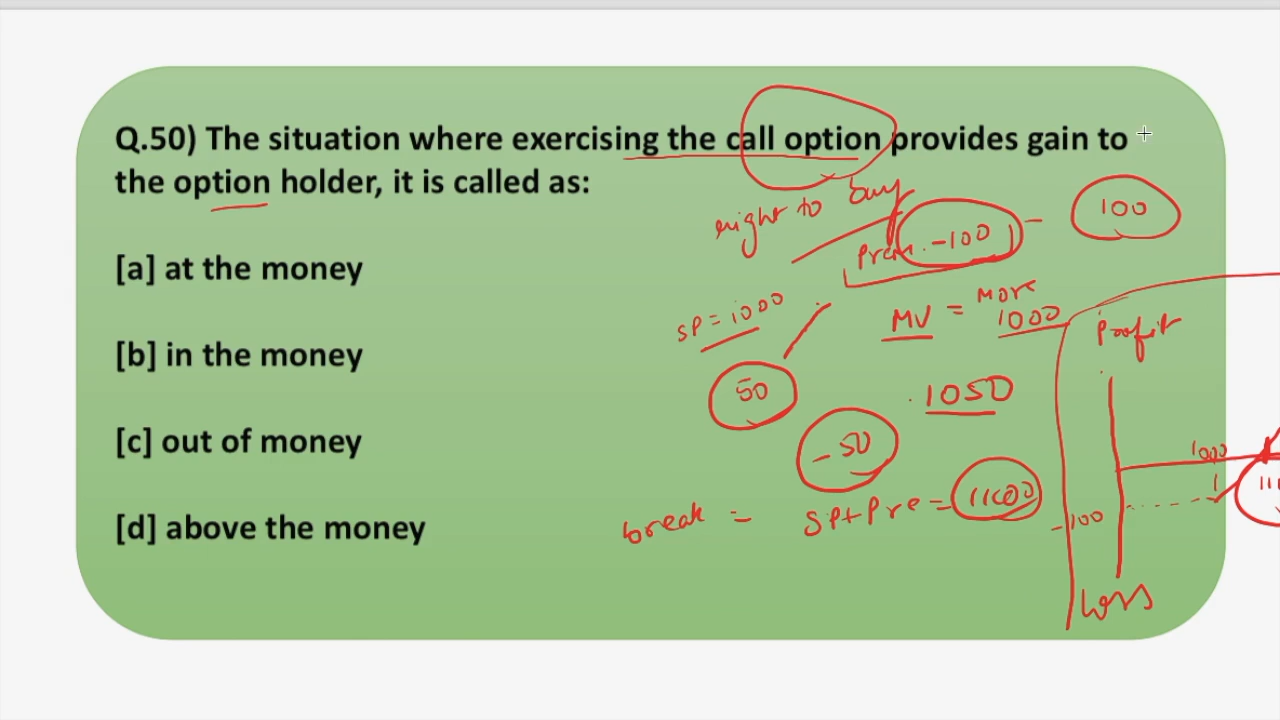 Q.50) The situation where exercising the call option provides gain to
the option holder, it is called as:
right to buy
Prem. -100
100
[a] at the money
SP = 1000
MV = More
1000
Profit
[b] in the money
50
1050
[c] out of money
-50
1000
break = SP+Pre =
-100
[d] above the money
Loss